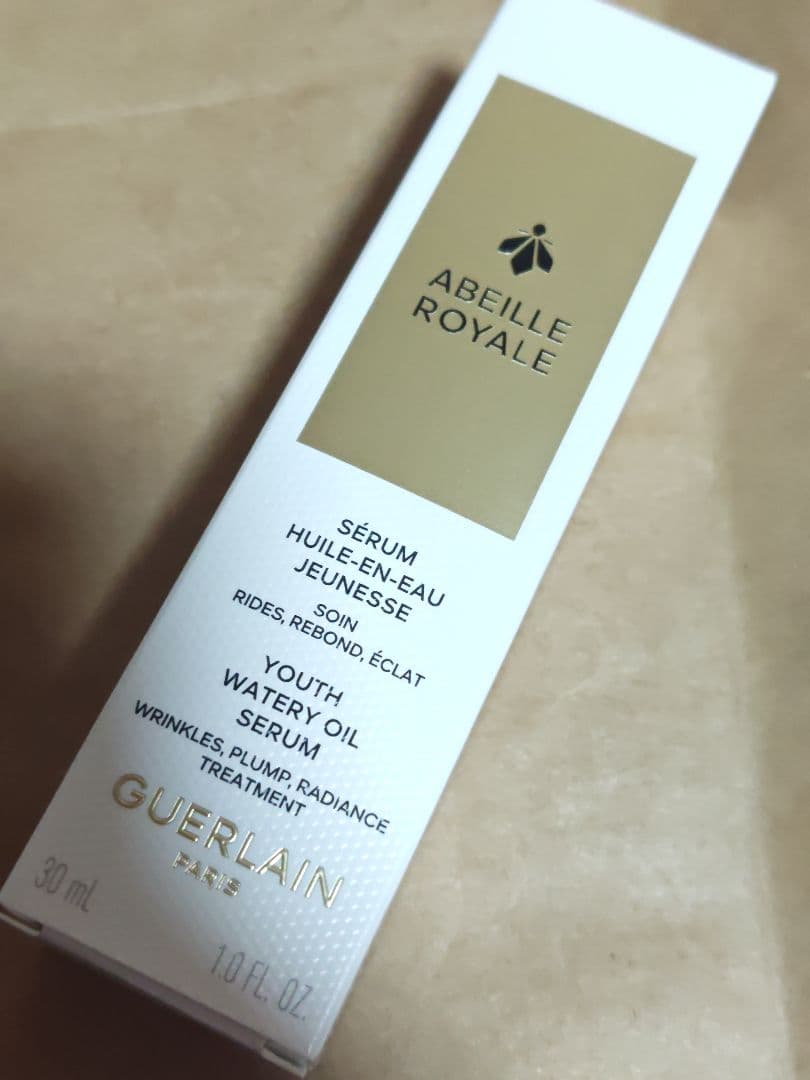 ABEILLE
ROYALE
SÉRUM
HUILE-EN-EAU
JEUNESSE
SOIN
RIDES, REBOND, ÉCLAT
YOUTH
WATERY OIL
SERUM
WRINKLES, PLUMP, RADIANCE
TREATMENT
GUERLAIN
PARIS
30 mL
1.0 FL. OZ.